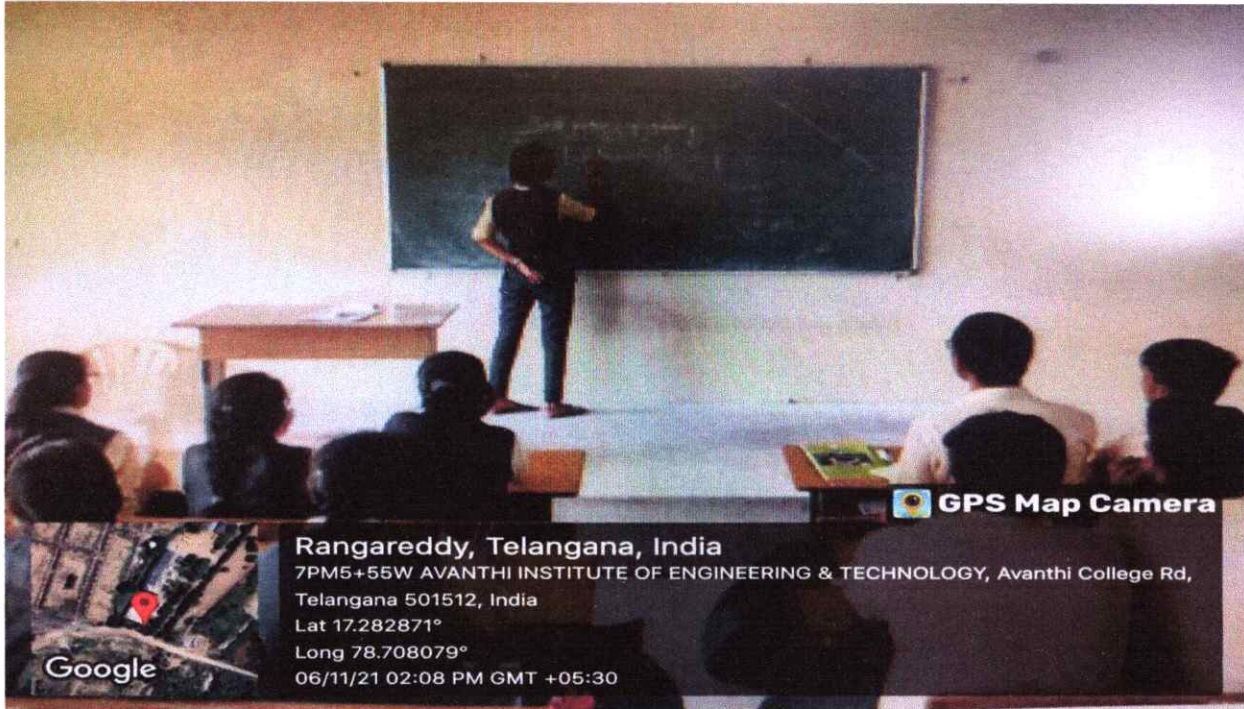 GPS Map Camera
Rangareddy, Telangana, India
7PM5+55W AVANTHI INSTITUTE OF ENGINEERING & TECHNOLOGY, Avanthi College Rd,
Telangana 501512, India
Lat 17.282871°
Long 78.708079°
06/11/21 02:08 PM GMT +05:30
Google